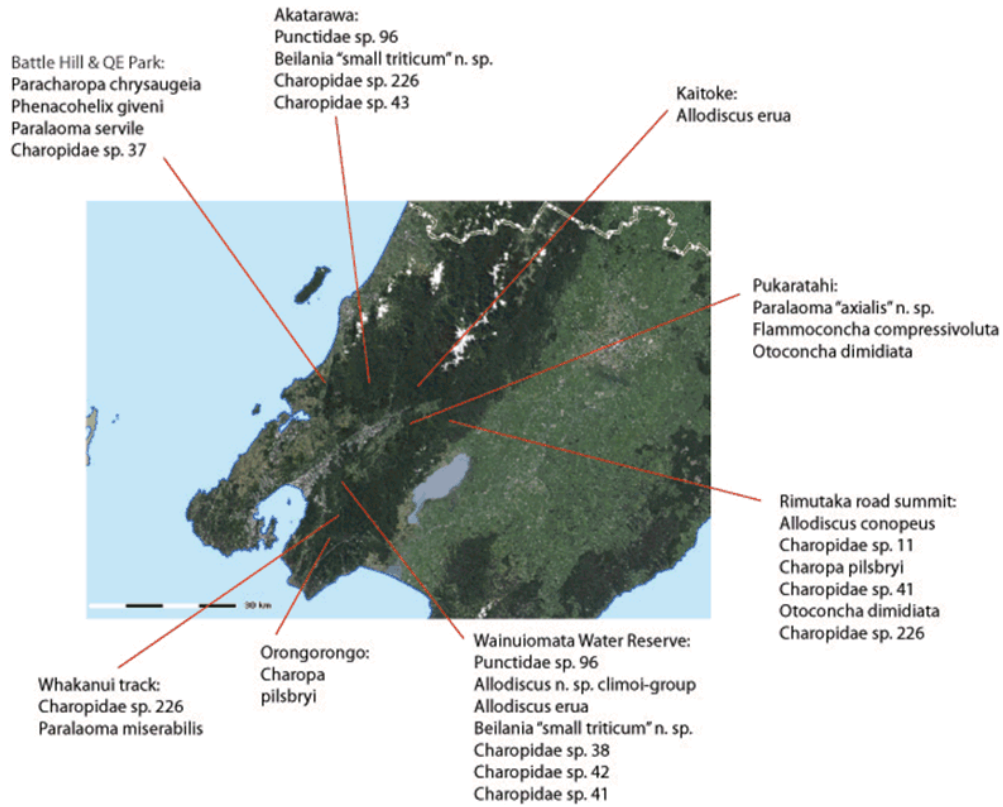 Akatarawa:
Punctidae sp. 96
Beilania “small triticum” n. sp.
Charopidae sp. 226
Charopidae sp. 43
Battle Hill & QE Park:
Paracharopa chrysaugeia
Phenacohelix giveni
Paralaoma servile
Charopidae sp. 37
Kaitoke:
Allodiscus erua
Pukaratahi:
Paralaoma “axialis” n. sp.
Flammoconcha compressivoluta
Otoconcha dimidiata
Rimutaka road summit:
Allodiscus conopeus
Charopidae sp. 11
Charopa pilsbryi
Charopidae sp. 41
Otoconcha dimidiata
Charopidae sp. 226
30 km
Wainuiomata Water Reserve:
Punctidae sp. 96
Allodiscus n. sp. climoi-group
Allodiscus erua
Beilania “small triticum” n. sp.
Charopidae sp. 38
Charopidae sp. 42
Charopidae sp. 41
Orongorongo:
Charopa
pilsbryi
Whakanui track:
Charopidae sp. 226
Paralaoma miserabilis